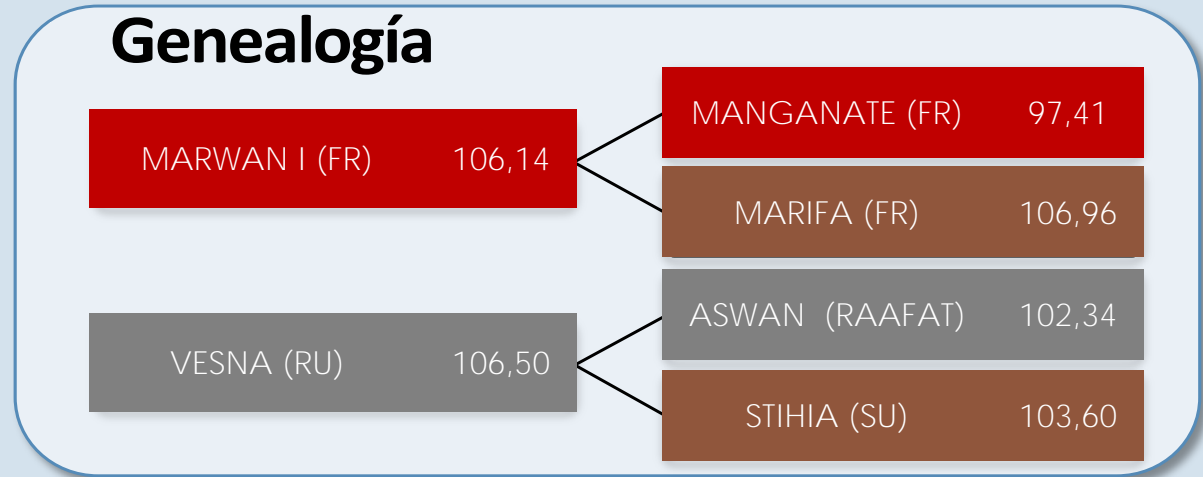 Genealogía
MARWAN I (FR) 106,14
MANGANATE (FR) 97,41
MARIFA (FR) 106,96
VESNA (RU) 106,50
ASWAN (RAAFAT) 102,34
STIHIA (SU) 103,60